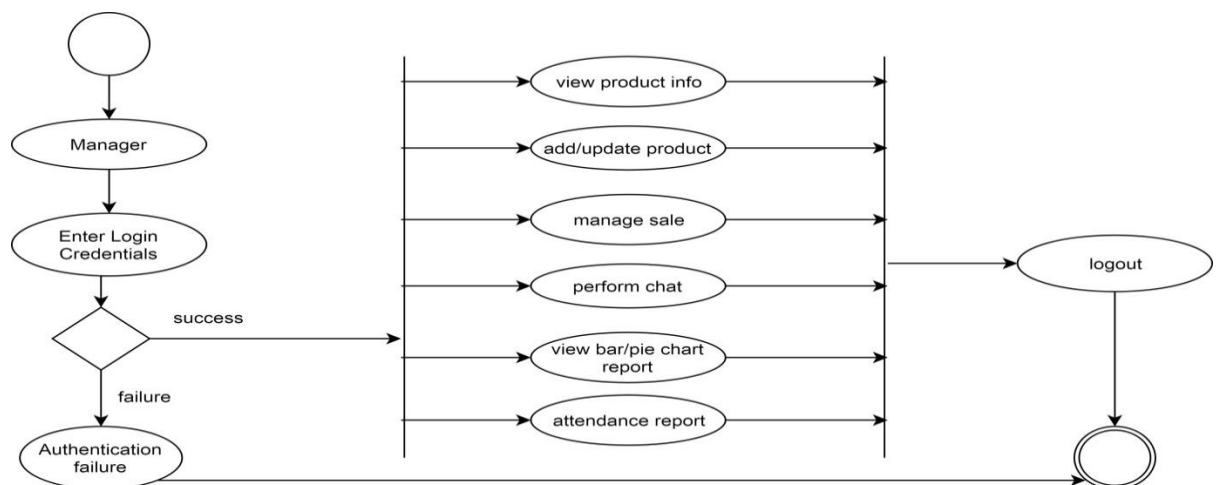 Manager
Enter Login
Credentials
success
failure
Authentication
failure
view product info
add/update product
manage sale
perform chat
view bar/pie chart
report
attendance report
logout